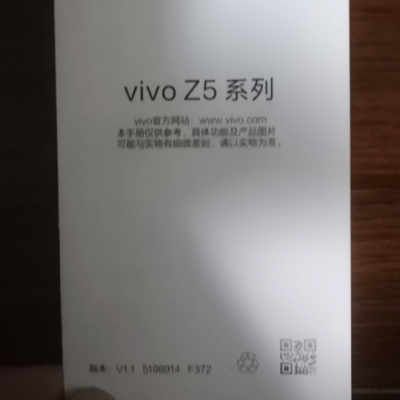 vivo Z5 系列
vivo官方网站：www.vivo.com
本手册仅供参考，具体功能及产品图片
可能与实物有细微差别，请以实物为准。
版本：V1.1 5198914 F372